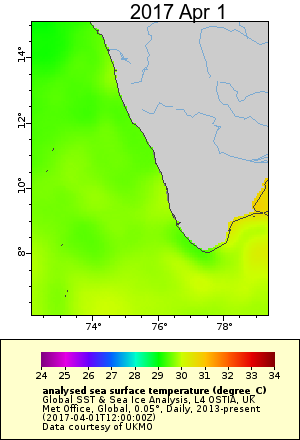 2017 Apr 1
14°
12°
10°
8°
74°
76°
78°
24 25 26 27 28 29 30 31 32 33 34
analysed sea surface temperature (degree_C)
Global SST & Sea Ice Analysis, L4 OSTIA, UK
Met Office, Global, 0.05°, Daily, 2013-present
(2017-04-01T12:00:00Z)
Data courtesy of UKMO